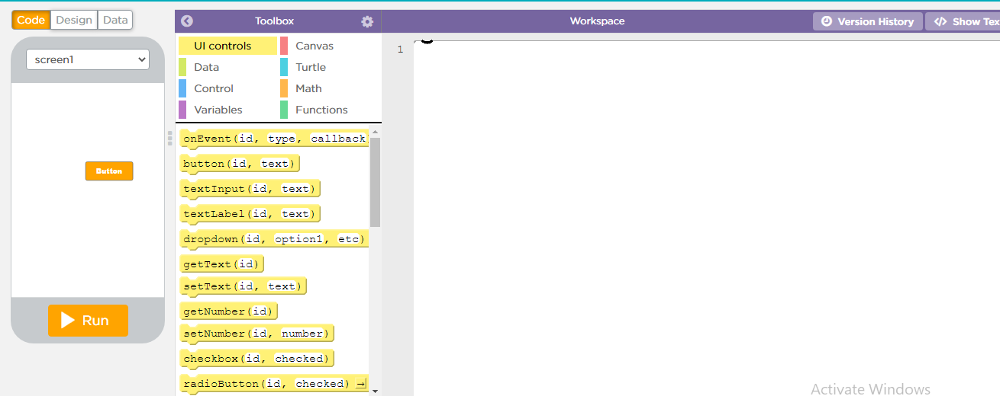 Code Design Data
Toolbox
Workspace
Version History
</> Show Tex
screen1
UI controls
Canvas
Data
Turtle
Control
Math
Variables
Functions
1
onEvent(id, type, callback
button(id, text)
textInput(id, text)
textLabel(id, text)
dropdown(id, option1, etc)
getText(id)
setText(id, text)
getNumber(id)
setNumber(id, number)
checkbox(id, checked)
radioButton(id, checked) →
Button
Run
Activate Windows